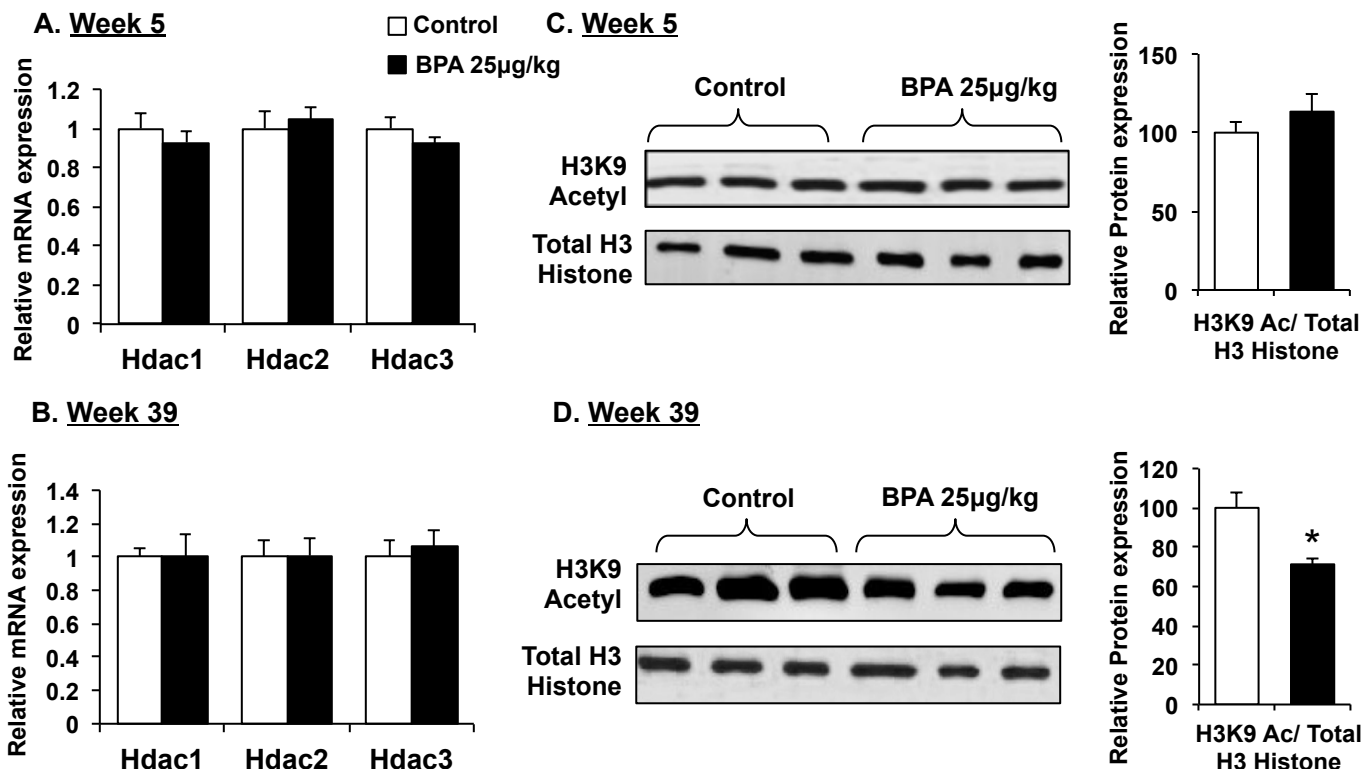 A. Week 5
Control
BPA 25µg/kg
Relative mRNA expression
1.2
1
0.8
0.6
0.4
0.2
0
Hdac1 Hdac2 Hdac3
C. Week 5
Control BPA 25µg/kg
H3K9
Acetyl
Total H3
Histone
Relative Protein expression
150
100
50
0
H3K9 Ac/ Total
H3 Histone
B. Week 39
Relative mRNA expression
1.4
1.2
1
0.8
0.6
0.4
0.2
0
Hdac1 Hdac2 Hdac3
D. Week 39
Control BPA 25µg/kg
H3K9
Acetyl
Total H3
Histone
Relative Protein expression
120
100
80
60
40
20
0
*
H3K9 Ac/ Total
H3 Histone